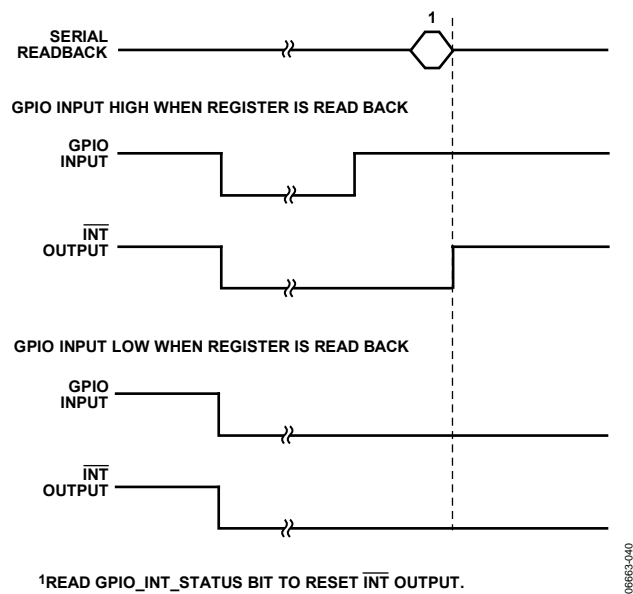 1
SERIAL
READBACK
GPIO INPUT HIGH WHEN REGISTER IS READ BACK
GPIO
INPUT
INT
OUTPUT
GPIO INPUT LOW WHEN REGISTER IS READ BACK
GPIO
INPUT
INT
OUTPUT
1READ GPIO_INT_STATUS BIT TO RESET INT OUTPUT.
06663-040